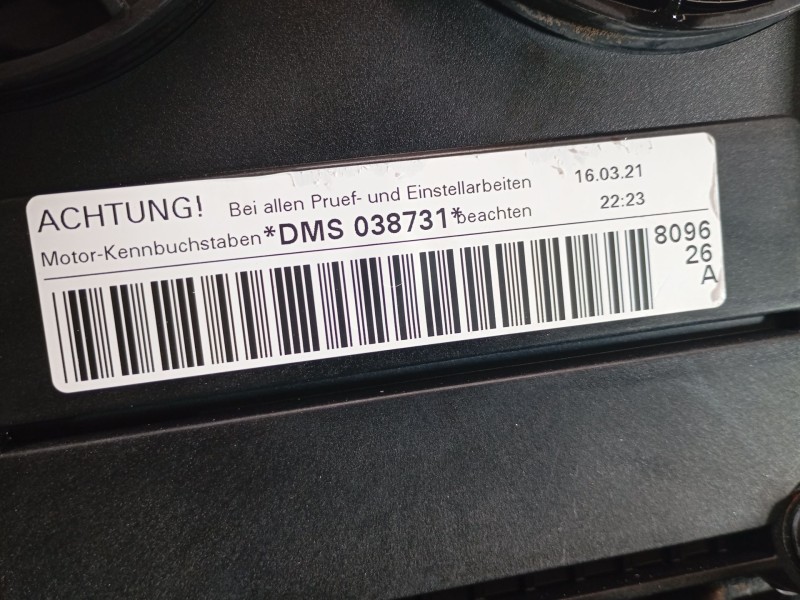 ACHTUNG! Bei allen Pruef- und Einstellarbeiten 16.03.21
Motor-Kennbuchstaben *DMS 038731* beachten 22:23
8096
26
A